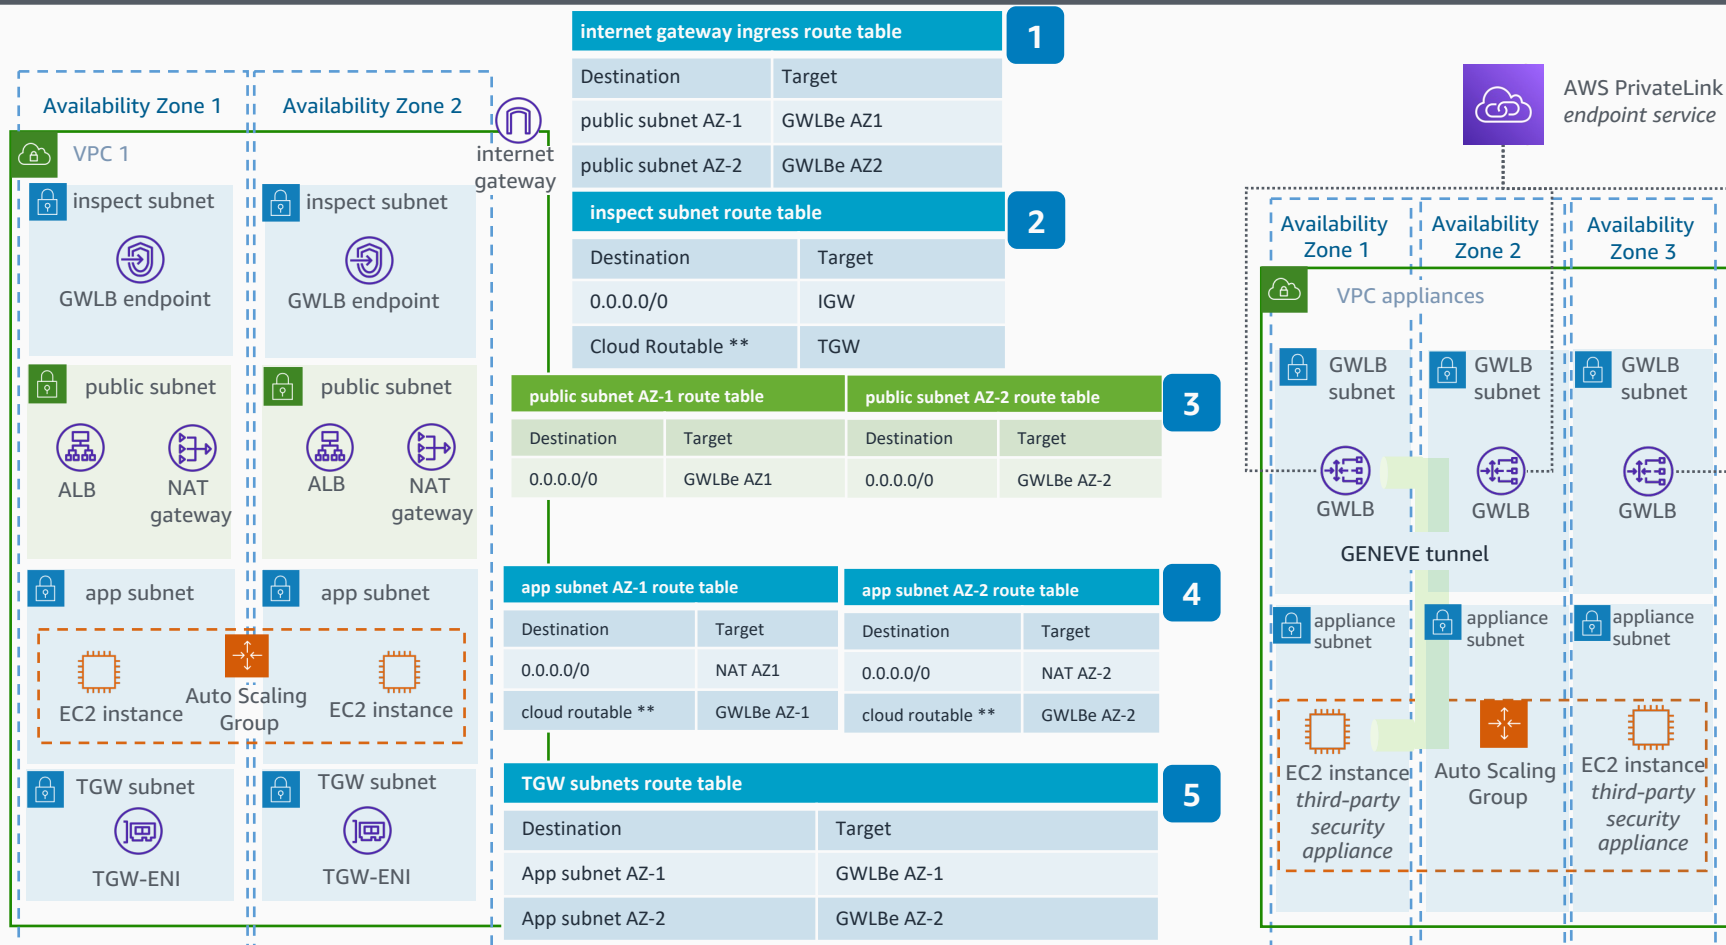 Availability Zone 1
Availability Zone 2
VPC 1
internet
gateway
inspect subnet
inspect subnet
GWLB endpoint
GWLB endpoint
public subnet
public subnet
ALB
NAT
gateway
ALB
NAT
gateway
app subnet
app subnet
EC2 instance
Auto Scaling
Group
EC2 instance
TGW subnet
TGW subnet
TGW-ENI
TGW-ENI
internet gateway ingress route table
1
Destination Target
public subnet AZ-1 GWLBe AZ1
public subnet AZ-2 GWLBe AZ2
inspect subnet route table
2
Destination Target
0.0.0.0/0 IGW
Cloud Routable ** TGW
public subnet AZ-1 route table
public subnet AZ-2 route table
3
Destination Target Destination Target
0.0.0.0/0 GWLBe AZ1 0.0.0.0/0 GWLBe AZ-2
app subnet AZ-1 route table
app subnet AZ-2 route table
4
Destination Target Destination Target
0.0.0.0/0 NAT AZ1 0.0.0.0/0 NAT AZ-2
cloud routable ** GWLBe AZ-1 cloud routable ** GWLBe AZ-2
TGW subnets route table
5
Destination Target
App subnet AZ-1 GWLBe AZ-1
App subnet AZ-2 GWLBe AZ-2
AWS PrivateLink
endpoint service
Availability
Zone 1
Availability
Zone 2
Availability
Zone 3
VPC appliances
GWLB
subnet
GWLB
subnet
GWLB
subnet
GWLB
GWLB
GWLB
GENEVE tunnel
appliance
subnet
appliance
subnet
appliance
subnet
EC2 instance
third-party
security
appliance
Auto Scaling
Group
EC2 instance
third-party
security
appliance